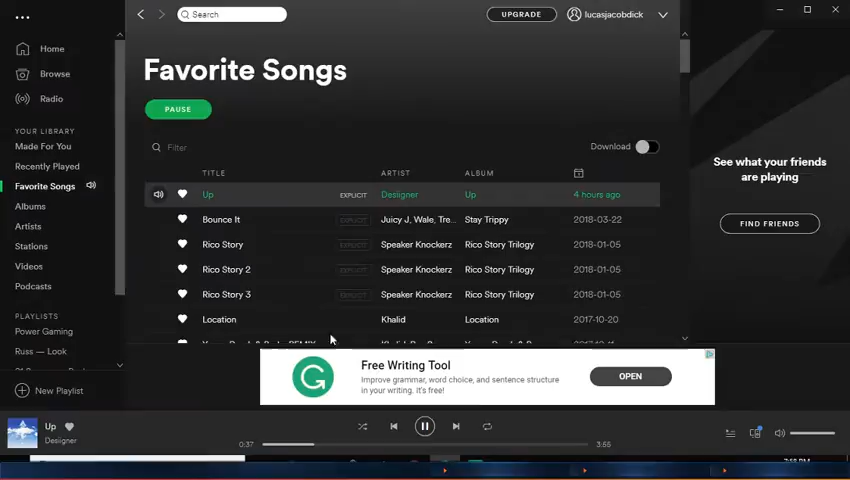 Search
UPGRADE
lucasjacobdick
Home
Browse
Radio
YOUR LIBRARY
Made For You
Recently Played
Favorite Songs
Albums
Artists
Stations
Videos
Podcasts
PLAYLISTS
Power Gaming
Russ — Look
New Playlist
Favorite Songs
PAUSE
Filter
Download
TITLE ARTIST ALBUM
Up EXPLICIT Desiigner Up 4 hours ago
Bounce It EXPLICIT Juicy J, Wale, Tre... Stay Trippy 2018-03-22
Rico Story EXPLICIT Speaker Knockerz Rico Story Trilogy 2018-01-05
Rico Story 2 EXPLICIT Speaker Knockerz Rico Story Trilogy 2018-01-05
Rico Story 3 EXPLICIT Speaker Knockerz Rico Story Trilogy 2018-01-05
Location Khalid Location 2017-10-20
See what your friends
are playing
FIND FRIENDS
Free Writing Tool
Improve grammar, word choice, and sentence structure
in your writing. It's free!
OPEN
Up
Desiigner
0:37
3:55